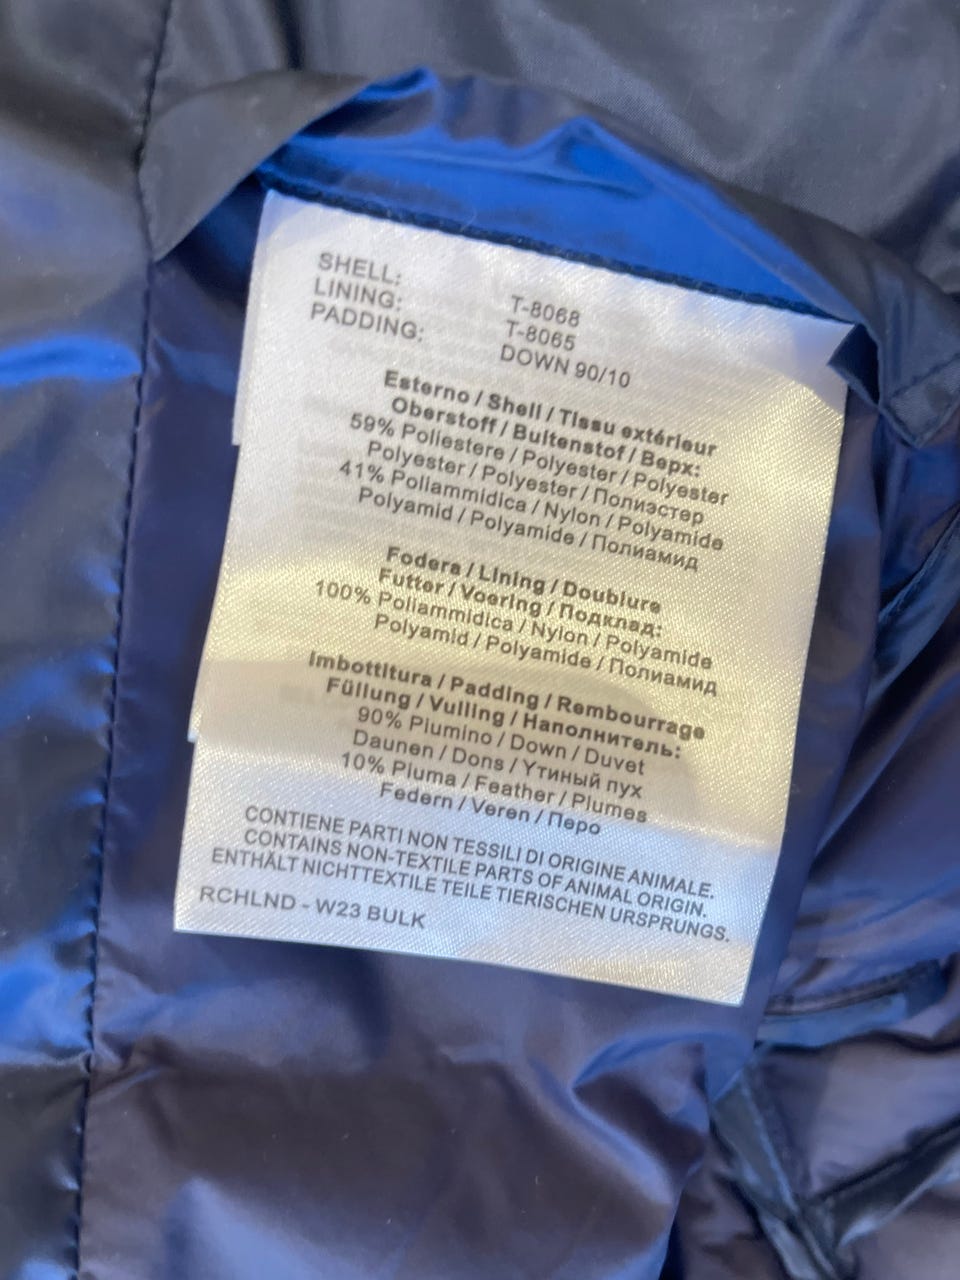 SHELL: T-8068
LINING: T-8065
PADDING: DOWN 90/10
Esterno / Shell / Tissu extérieur
Oberstoff / Buitenstof / Верх:
59% Poliestere / Polyester / Polyester
Polyester / Polyester / Полиэстер
41% Poliammidica / Nylon / Polyamide
Polyamid / Polyamide / Полиамид
Fodera / Lining / Doublure
Futter / Voering / Подклад:
100% Poliammidica / Nylon / Polyamide
Polyamid / Polyamide / Полиамид
Imbottitura / Padding / Rembourrage
Füllung / Vulling / Наполнитель:
90% Piumino / Down / Duvet
Daunen / Dons / Утиный пух
10% Piuma / Feather / Plumes
Federn / Veren / Перо
CONTIENE PARTI NON TESSILI DI ORIGINE ANIMALE.
CONTAINS NON-TEXTILE PARTS OF ANIMAL ORIGIN.
ENTHÄLT NICHTTEXTILE TEILE TIERISCHEN URSPRUNGS.
RCHLND - W23 BULK